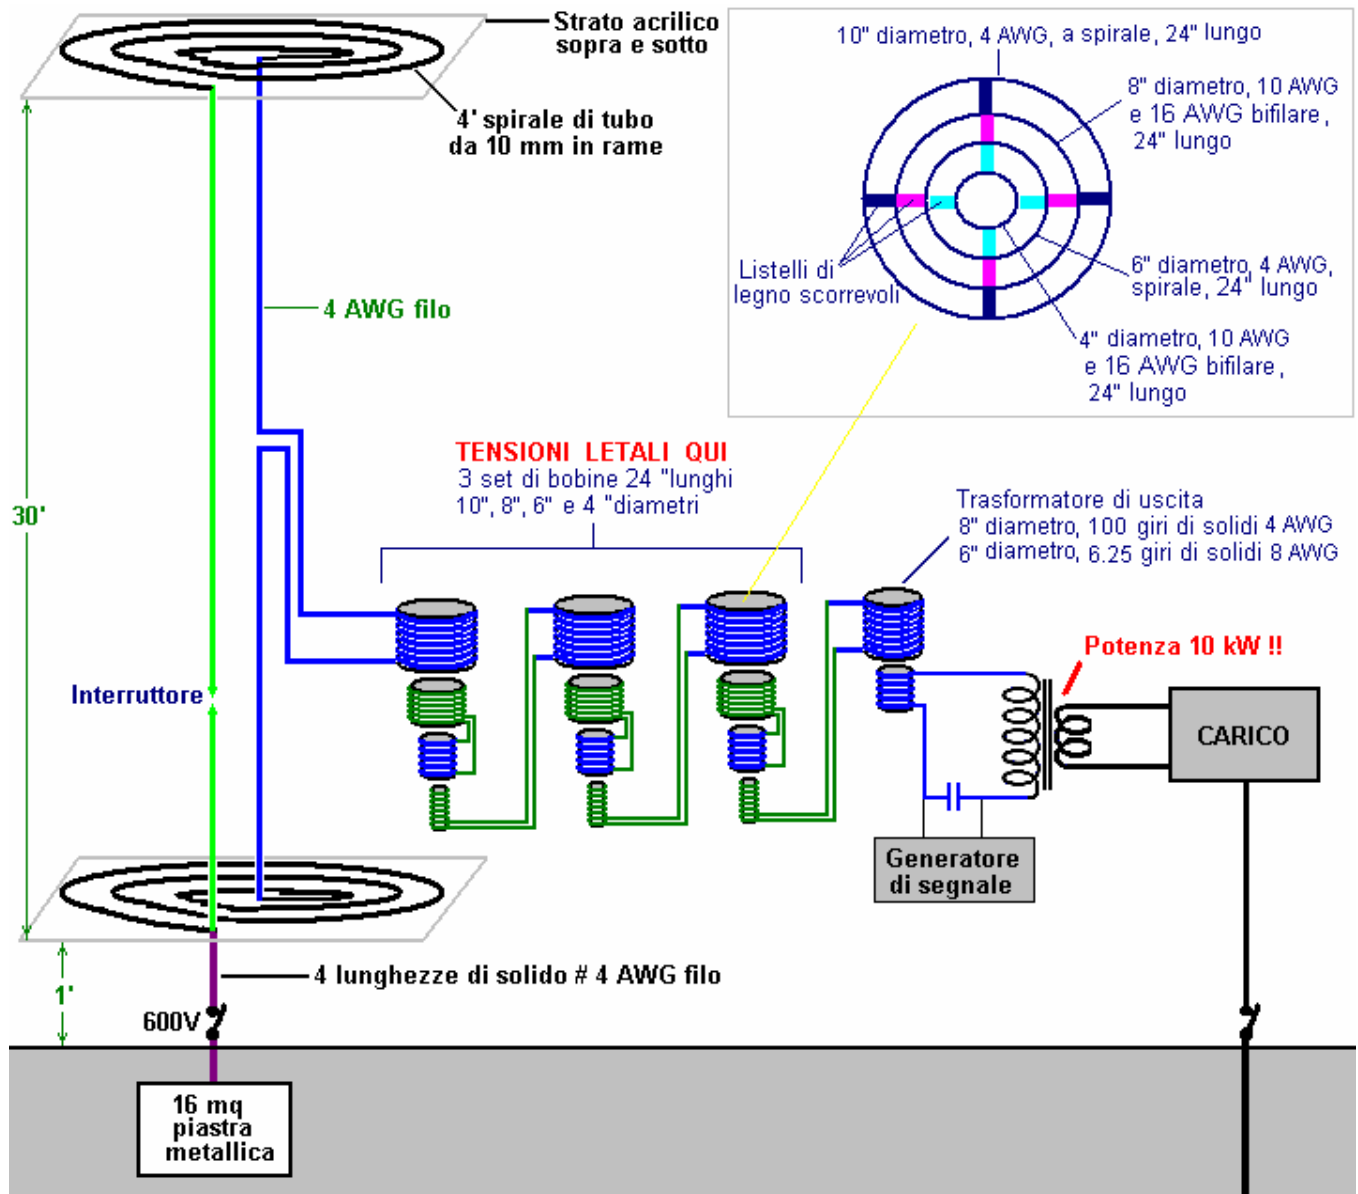 Strato acrilico
sopra e sotto
4' spirale di tubo
da 10 mm in rame
10" diametro, 4 AWG, a spirale, 24" lungo
8" diametro, 10 AWG
e 16 AWG bifilare,
24" lungo
Listelli di
legno scorrevoli
6" diametro, 4 AWG,
spirale, 24" lungo
4" diametro, 10 AWG
e 16 AWG bifilare,
24" lungo
4 AWG filo
30'
TENSIONI LETALI QUI
3 set di bobine 24 "lunghi
10", 8", 6" e 4 "diametri
Trasformatore di uscita
8" diametro, 100 giri di solidi 4 AWG
6" diametro, 6.25 giri di solidi 8 AWG
Interruttore
Potenza 10 kW !!
CARICO
Generatore
di segnale
4 lunghezze di solido # 4 AWG filo
1'
600V
16 mq
piastra
metallica